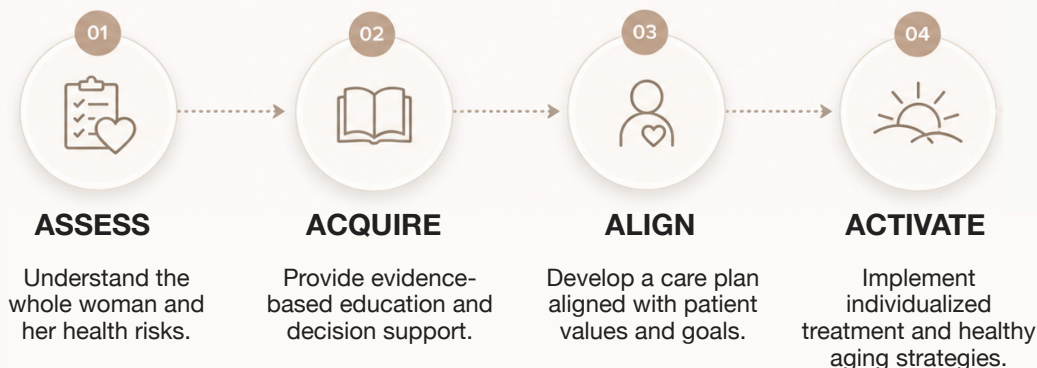 01
02
03
04
ASSESS
ACQUIRE
ALIGN
ACTIVATE
Understand the
whole woman and
her health risks.
Provide evidence-
based education and
decision support.
Develop a care plan
aligned with patient
values and goals.
Implement
individualized
treatment and healthy
aging strategies.